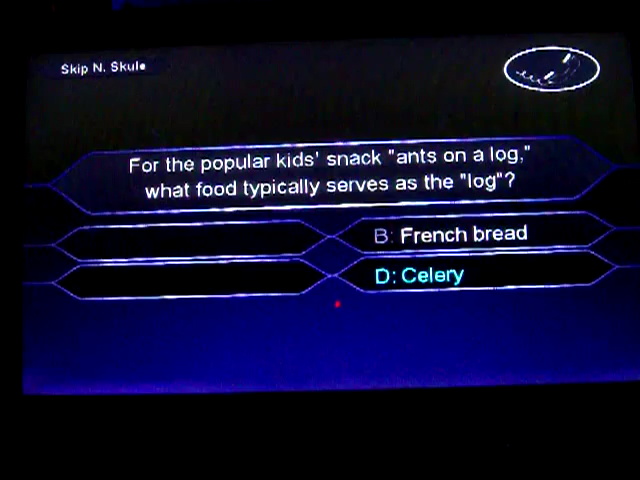 Skip N. Skule
For the popular kids' snack "ants on a log,"
what food typically serves as the "log"?
B: French bread
D: Celery